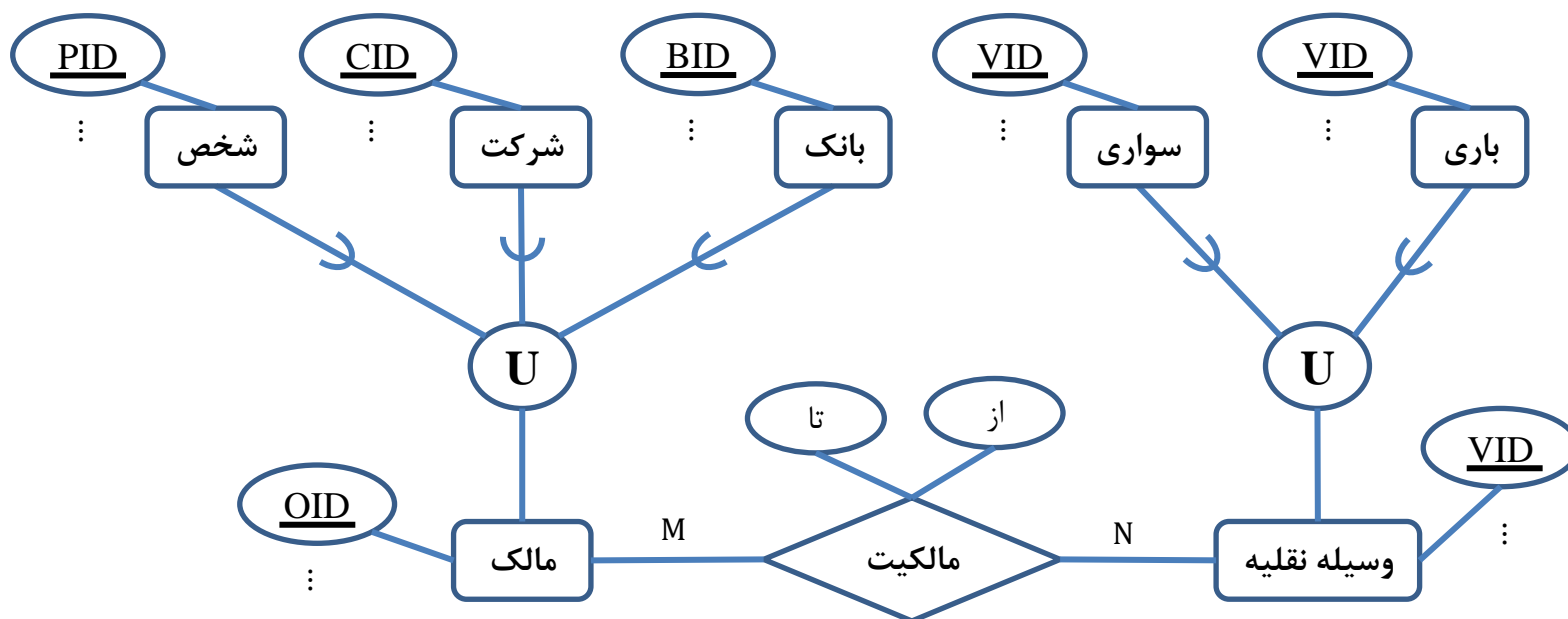 PID
CID
BID
VID
VID
⋮
⋮
⋮
⋮
⋮
شخص
شرکت
بانک
سواری
باری
U
U
تا
از
OID
VID
⋮
⋮
مالک
M
مالکیت
N
وسیله نقلیه